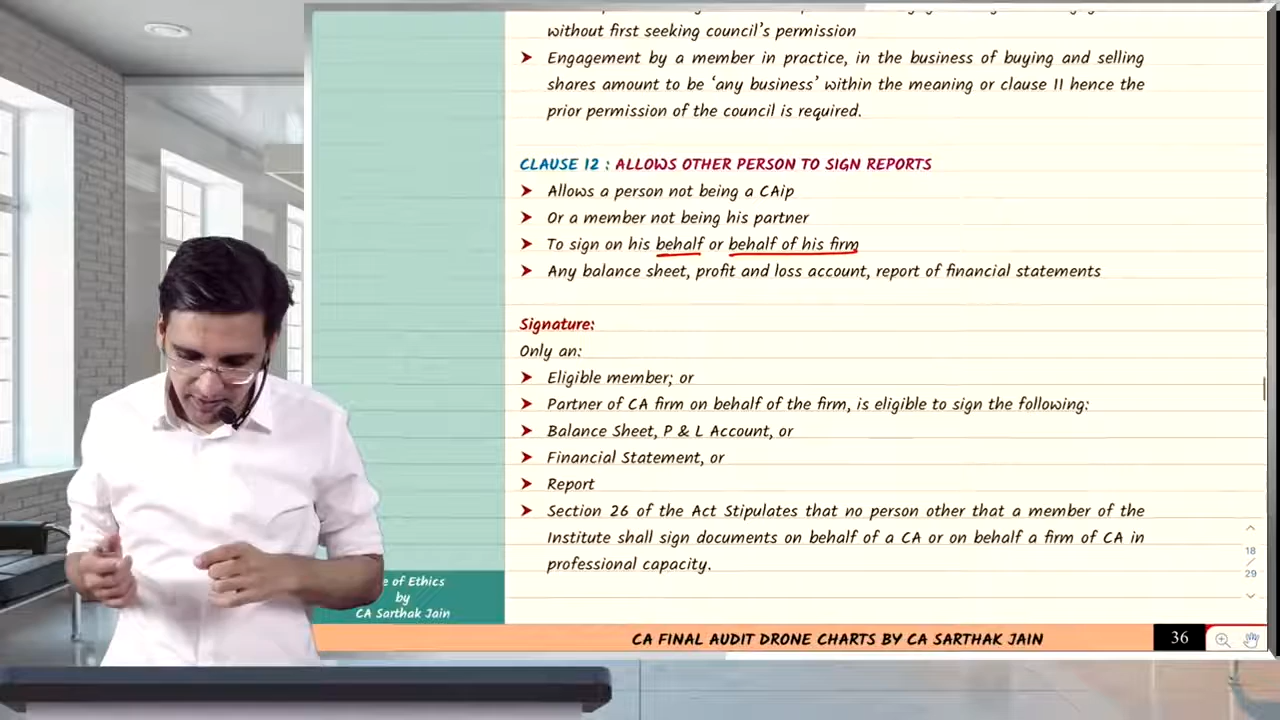 without first seeking council's permission
➤ Engagement by a member in practice, in the business of buying and selling
shares amount to be 'any business' within the meaning or clause 11 hence the
prior permission of the council is required.
CLAUSE 12 : ALLOWS OTHER PERSON TO SIGN REPORTS
➤ Allows a person not being a CAip
➤ Or a member not being his partner
➤ To sign on his behalf or behalf of his firm
➤ Any balance sheet, profit and loss account, report of financial statements
Signature:
Only an:
➤ Eligible member; or
➤ Partner of CA firm on behalf of the firm, is eligible to sign the following:
➤ Balance Sheet, P & L Account, or
➤ Financial Statement, or
➤ Report
➤ Section 26 of the Act Stipulates that no person other that a member of the
Institute shall sign documents on behalf of a CA or on behalf a firm of CA in
professional capacity.
e of Ethics
by
CA Sarthak Jain
CA FINAL AUDIT DRONE CHARTS BY CA SARTHAK JAIN
36
18
/
29